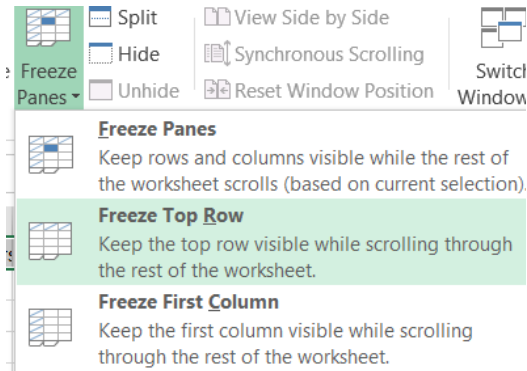 Split
Hide
Unhide
View Side by Side
Synchronous Scrolling
Reset Window Position
Freeze
Panes
Switch
Window
Freeze Panes
Keep rows and columns visible while the rest of
the worksheet scrolls (based on current selection).
Freeze Top Row
Keep the top row visible while scrolling through
the rest of the worksheet.
Freeze First Column
Keep the first column visible while scrolling
through the rest of the worksheet.